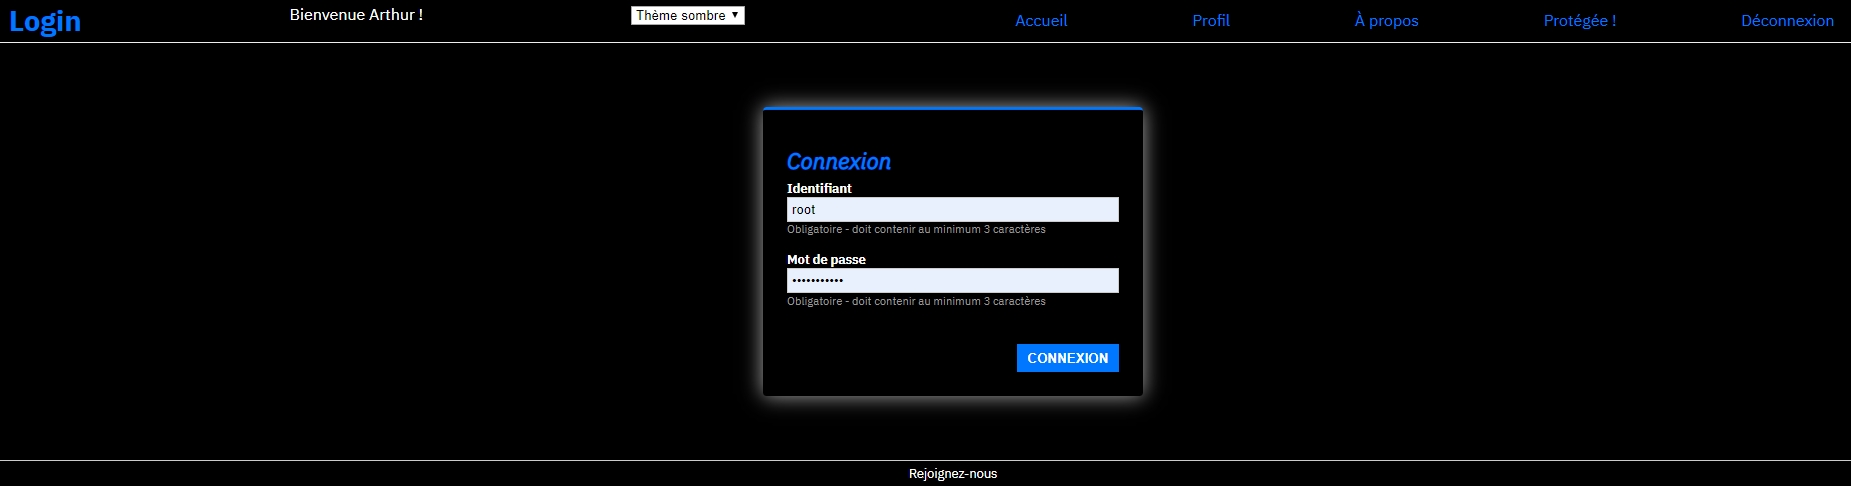 Login
Bienvenue Arthur !
Thème sombre
Accueil
Profil
À propos
Protégée !
Déconnexion
Connexion
Identifiant
root
Obligatoire - doit contenir au minimum 3 caractères
Mot de passe
•••••••••••
Obligatoire - doit contenir au minimum 3 caractères
CONNEXION
Rejoignez-nous